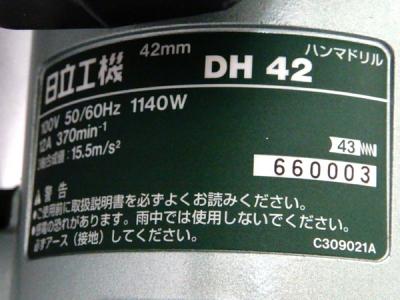 42mm ハンマドリル
日立工機 DH 42
100V 50/60Hz 1140W
12A 370min⁻¹
3軸合成値:15.5m/s²
43
660003
警告
●ご使用前に取扱説明書を必ずよくお読みください。
●感電の恐れがあります。雨中では使用しないでください。
必ずアース(接地)してください。
C309021A